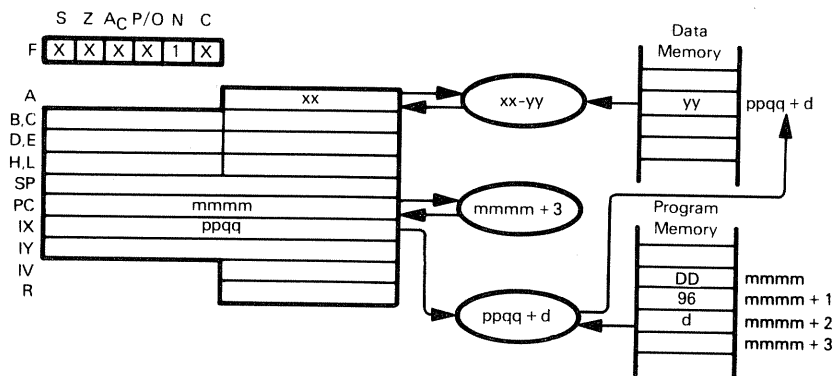 S Z AC P/O N C
F X X X X 1 X
Data
Memory
A xx
xx-yy
yy ppqq + d
B,C
D,E
H,L
SP
PC mmmm
mmmm + 3
Program
Memory
IX ppqq
IY
IV
R
ppqq + d
DD mmmm
96 mmmm + 1
d mmmm + 2
mmmm + 3